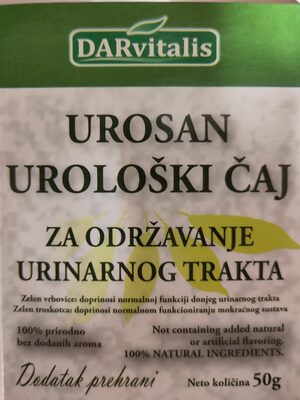 DARvitalis
UROSAN
UROLOŠKI ČAJ
ZA ODRŽAVANJE
URINARNOG TRAKTA
Zelen vrbovice: doprinosi normalnoj funkciji donjeg urinarnog trakta
Zelen troskotca: doprinosi normalnom funkcioniranju mokraćnog sustava
100% prirodno
bez dodanih aroma
Not containing added natural
or artificial flavoring.
100% NATURAL INGREDIENTS.
Dodatak prehrani
Neto količina 50g